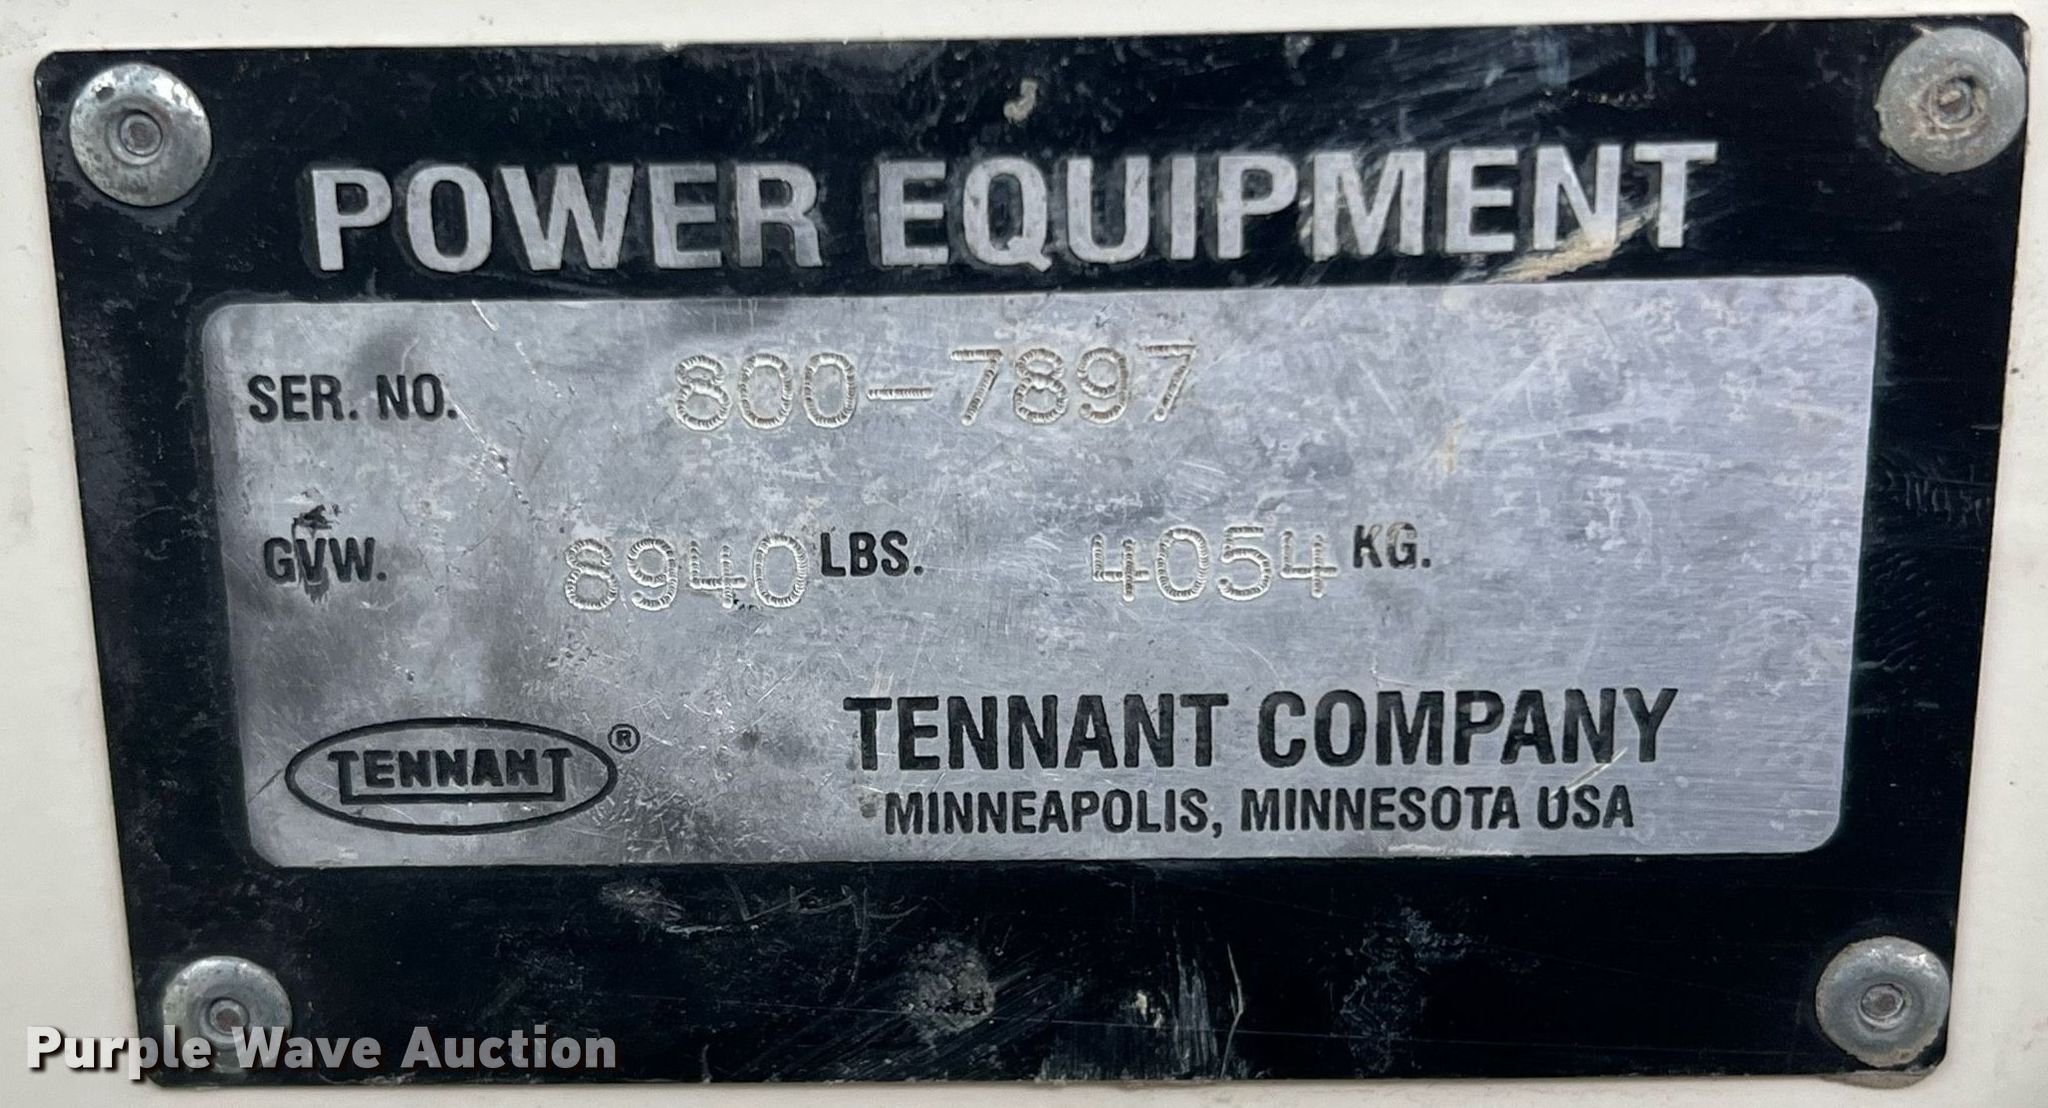 POWER EQUIPMENT
SER. NO. 800-7897
GVW. 8940 LBS. 4054 KG.
TENNANT ®
TENNANT COMPANY
MINNEAPOLIS, MINNESOTA USA
Purple Wave Auction